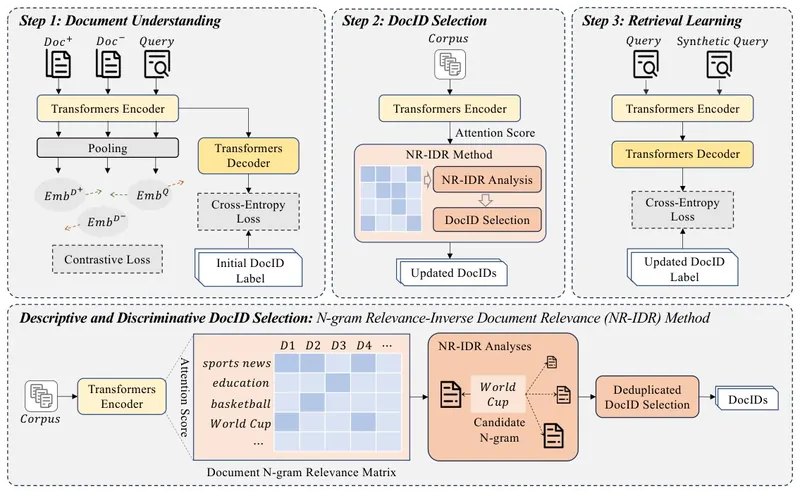 Step 1: Document Understanding
Doc⁺ Doc⁻ Query
Transformers Encoder
Pooling
Transformers
Decoder
Emb^{D⁺}
Emb^Q
Emb^{D⁻}
Cross-Entropy
Loss
Contrastive Loss
Initial DocID
Label
Step 2: DocID Selection
Corpus
Transformers Encoder
Attention Score
NR-IDR Method
NR-IDR Analysis
DocID Selection
Updated DocIDs
Step 3: Retrieval Learning
Query Synthetic Query
Transformers Encoder
Transformers Decoder
Cross-Entropy
Loss
Updated DocID
Label
Descriptive and Discriminative DocID Selection: N-gram Relevance-Inverse Document Relevance (NR-IDR) Method
Corpus
Transformers
Encoder
Attention Score
D1 D2 D3 D4 ...
sports news
education
basketball
World Cup
...
Document N-gram Relevance Matrix
NR-IDR Analyses
World
Cup
Candidate
N-gram
Deduplicated
DocID Selection
DocIDs